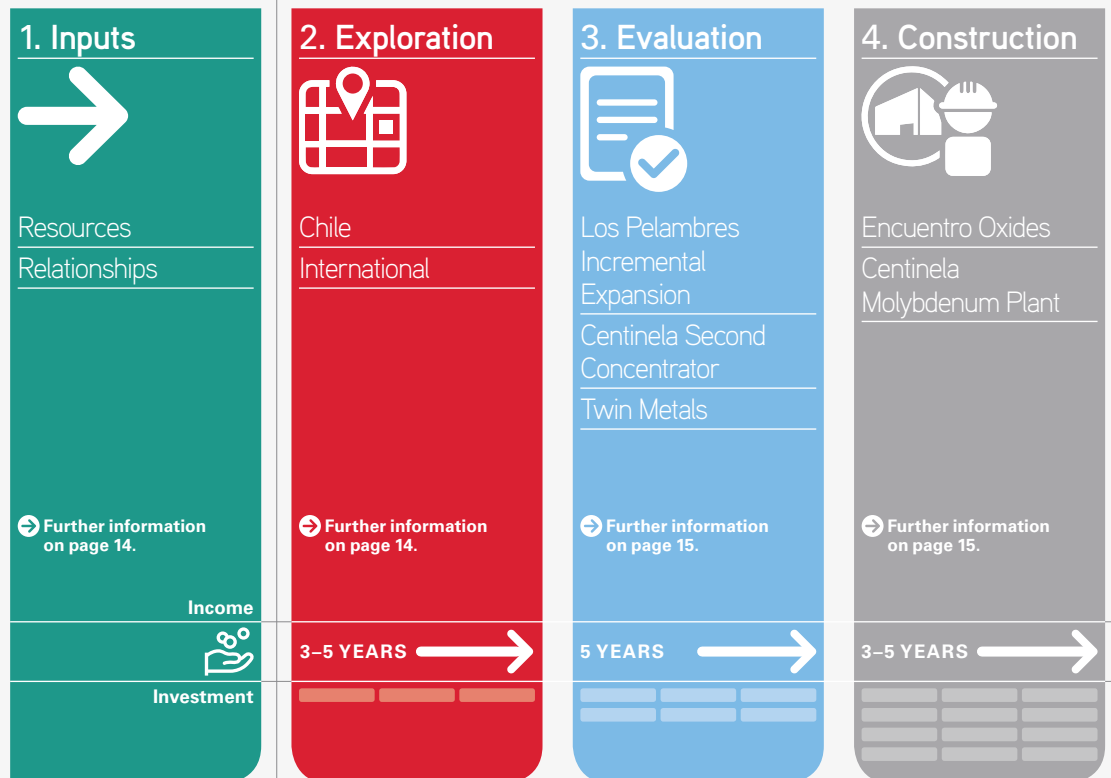 1. Inputs
Resources
Relationships
Further information
on page 14.
Income
Investment
2. Exploration
Chile
International
Further information
on page 14.
3–5 YEARS
3. Evaluation
Los Pelambres
Incremental
Expansion
Centinela Second
Concentrator
Twin Metals
Further information
on page 15.
5 YEARS
4. Construction
Encuentro Oxides
Centinela
Molybdenum Plant
Further information
on page 15.
3–5 YEARS